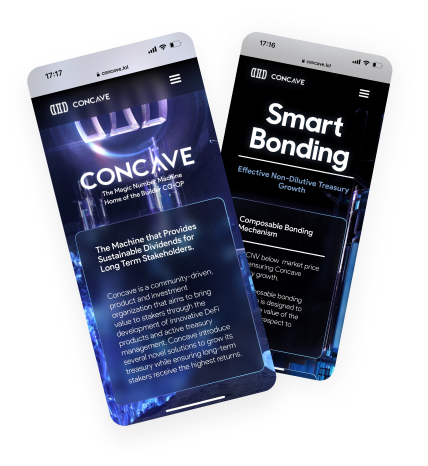 17:17
concave.lol
CONCAVE
CONCAVE
The Magic Number Machine
Home of the Builder CO-OP
The Machine that Provides
Sustainable Dividends for
Long Term Stakeholders.
Concave is a community-driven,
product and investment
organization that aims to bring
value to stakers through the
development of innovative DeFi
products and active treasury
management. Concave introduce
several novel solutions to grow its
treasury while ensuring long-term
stakers receive the highest returns.
17:16
concave.lol
CONCAVE
Smart
Bonding
Effective Non-Dilutive Treasury
Growth
Composable Bonding
Mechanism
CNV below market price
ensuring Concave
growth.
posable bonding
is designed to
value of the
respect to